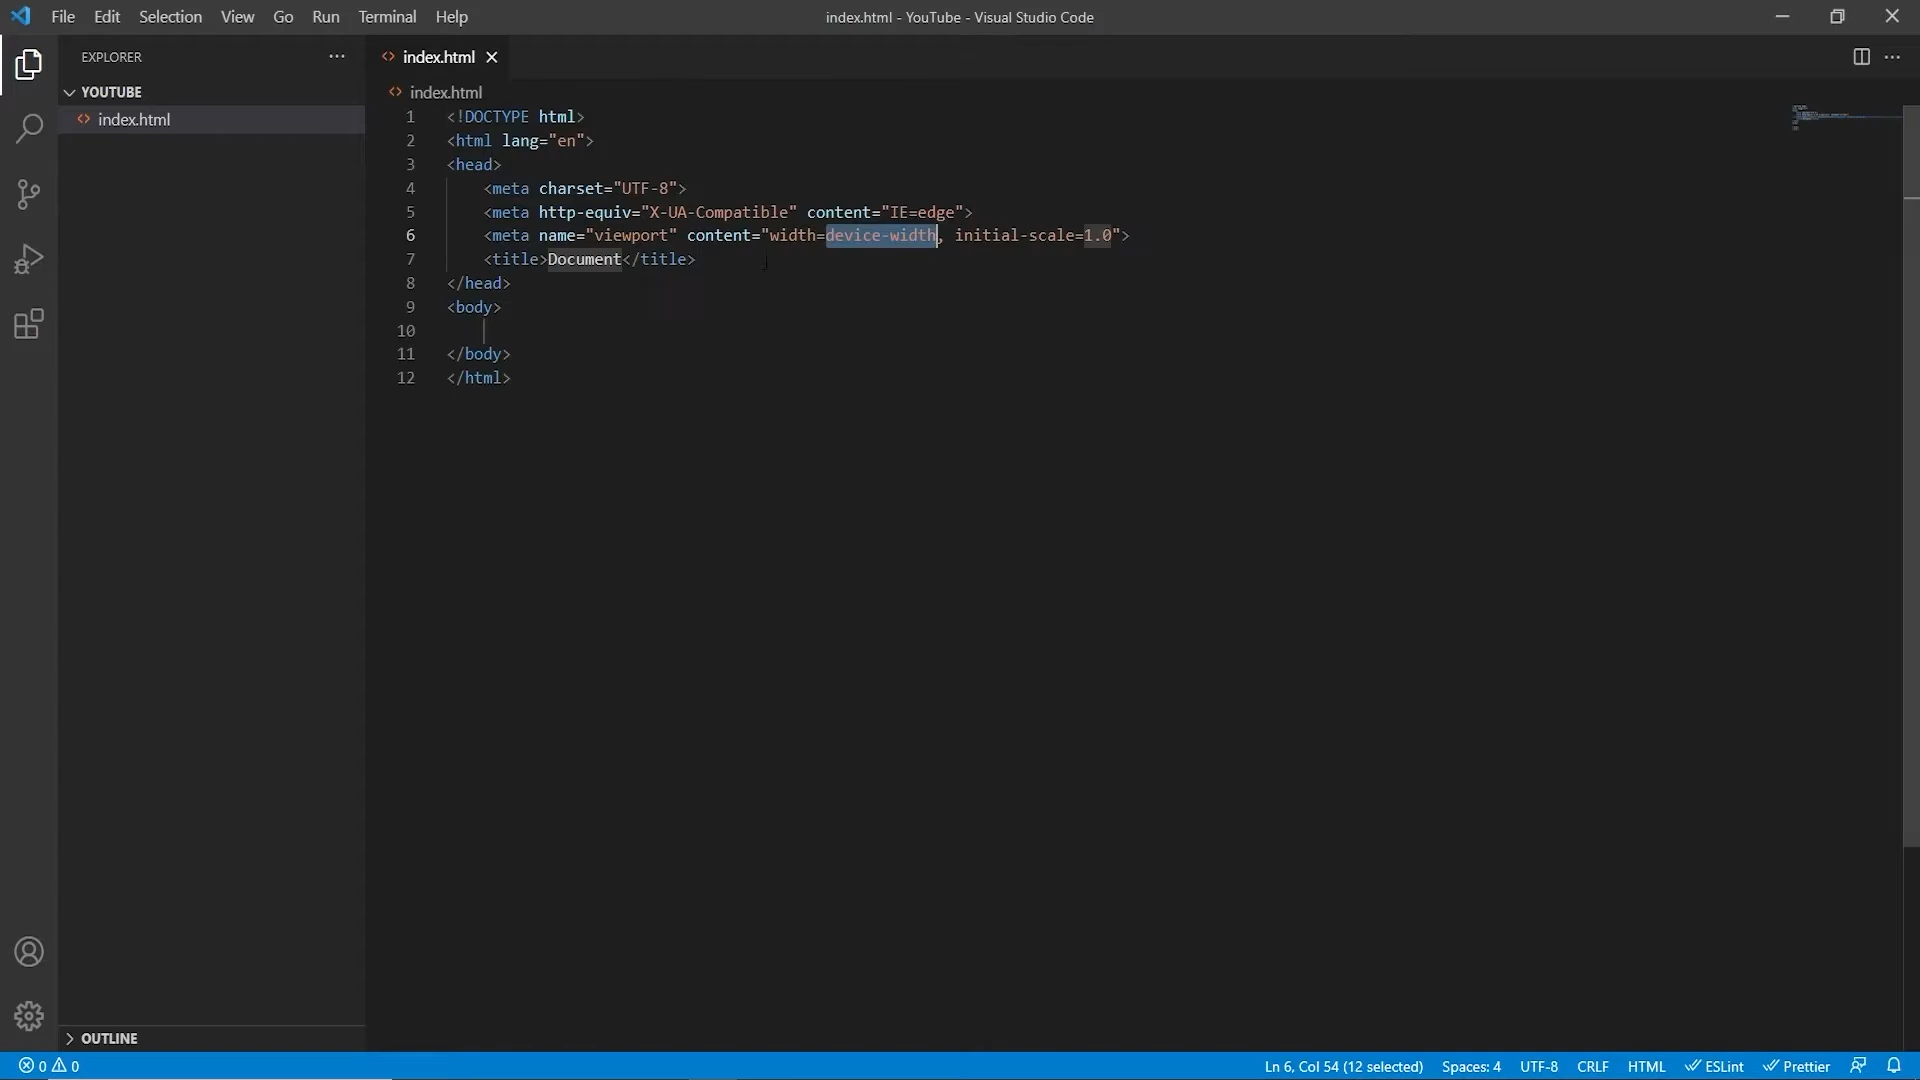 File Edit Selection View Go Run Terminal Help
index.html - YouTube - Visual Studio Code
EXPLORER
YOUTUBE
index.html
OUTLINE
index.html
index.html
1 <!DOCTYPE html>
2 <html lang="en">
3 <head>
4 <meta charset="UTF-8">
5 <meta http-equiv="X-UA-Compatible" content="IE=edge">
6 <meta name="viewport" content="width=device-width, initial-scale=1.0">
7 <title>Document</title>
8 </head>
9 <body>
10
11 </body>
12 </html>
0 0
Ln 6, Col 54 (12 selected) Spaces: 4 UTF-8 CRLF HTML ESLint Prettier